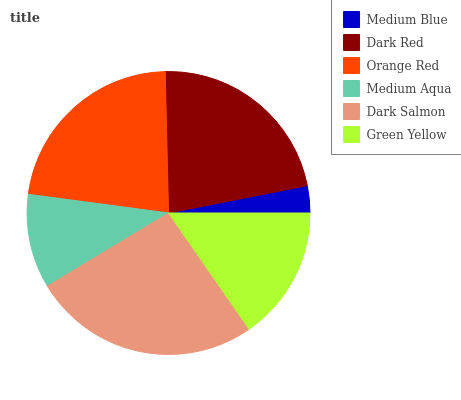 title
Medium Blue
Dark Red
Orange Red
Medium Aqua
Dark Salmon
Green Yellow